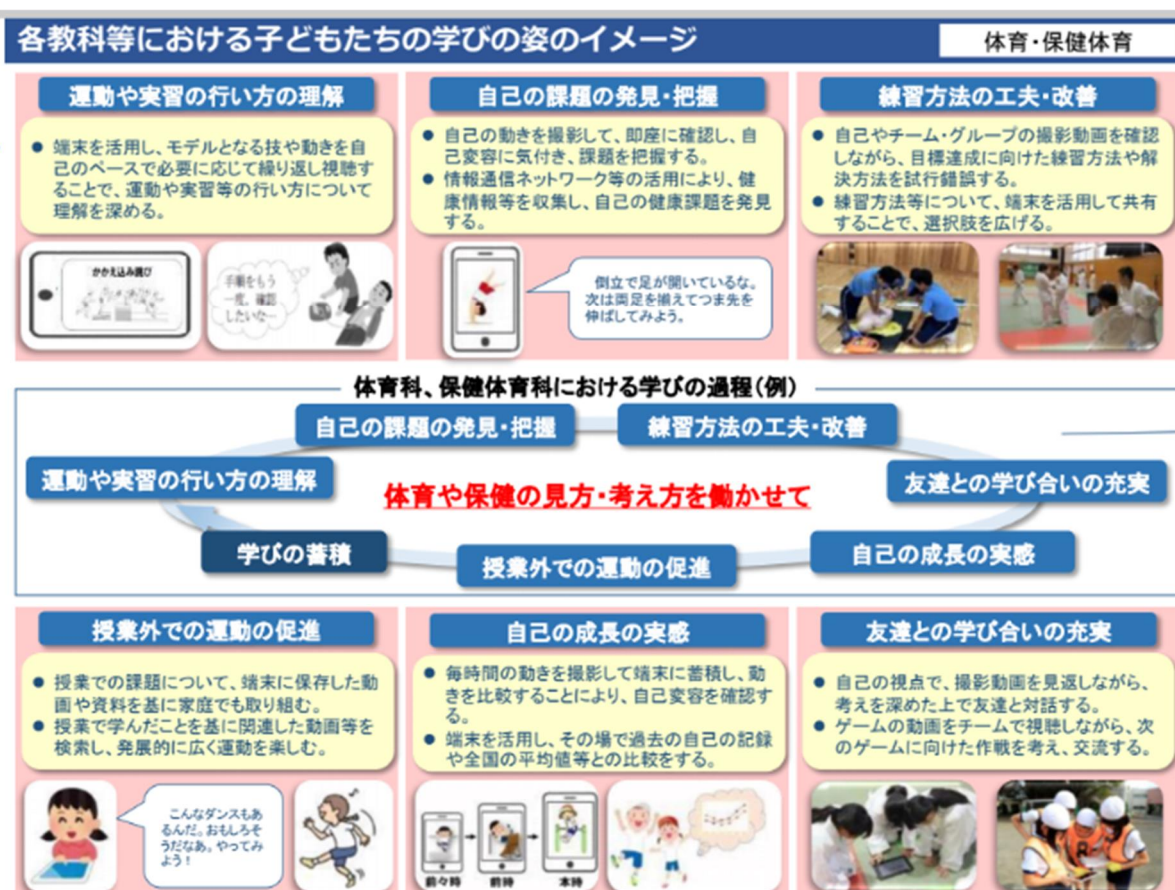 各教科等における子どもたちの学びの姿のイメージ
体育・保健体育
運動や実習の行い方の理解
● 端末を活用し、モデルとなる技や動きを自
己のペースで必要に応じて繰り返し視聴す
ることで、運動や実習等の行い方について
理解を深める。
かかえ込み跳び
手順をもう
一度、確認
したいな…
自己の課題の発見・把握
● 自己の動きを撮影して、即座に確認し、自
己変容に気付き、課題を把握する。
● 情報通信ネットワーク等の活用により、健
康情報等を収集し、自己の健康課題を発見
する。
倒立で足が開いているな。
次は両足を揃えてつま先を
伸ばしてみよう。
練習方法の工夫・改善
● 自己やチーム・グループの撮影動画を確認
しながら、目標達成に向けた練習方法や解
決方法を試行錯誤する。
● 練習方法等について、端末を活用して共有
することで、選択肢を広げる。
体育科、保健体育科における学びの過程(例)
自己の課題の発見・把握
練習方法の工夫・改善
運動や実習の行い方の理解
体育や保健の見方・考え方を働かせて
友達との学び合いの充実
学びの蓄積
授業外での運動の促進
自己の成長の実感
授業外での運動の促進
● 授業での課題について、端末に保存した動
画や資料を基に家庭でも取り組む。
● 授業で学んだことを基に関連した動画等を
検索し、発展的に広く運動を楽しむ。
こんなダンスもあ
るんだ。おもしろそ
うだなあ。やってみ
よう！
自己の成長の実感
● 毎時間の動きを撮影して端末に蓄積し、動
きを比較することにより、自己変容を確認す
る。
● 端末を活用し、その場で過去の自己の記録
や全国の平均値等との比較をする。
前々時
前時
本時
友達との学び合いの充実
● 自己の視点で、撮影動画を見返しながら、
考えを深めた上で友達と対話する。
● ゲームの動画をチームで視聴しながら、次
のゲームに向けた作戦を考え、交流する。